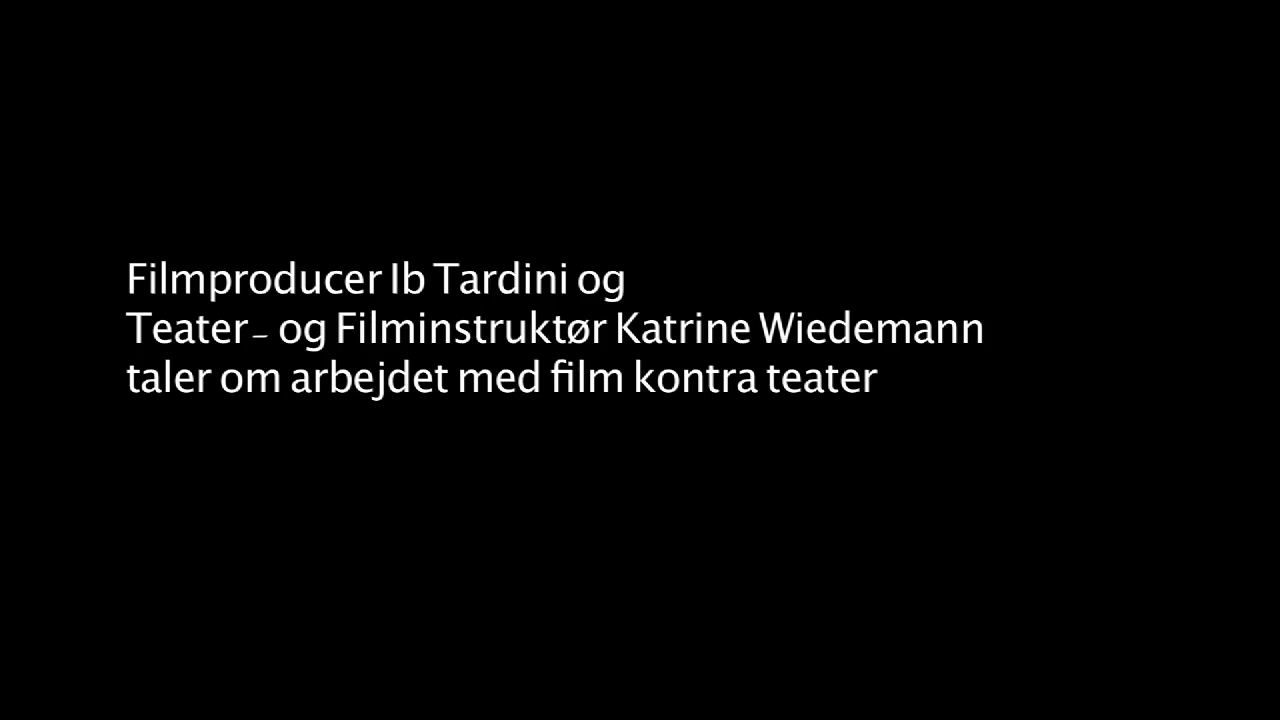 Filmproducer Ib Tardini og
Teater- og Filminstruktør Katrine Wiedemann
taler om arbejdet med film kontra teater